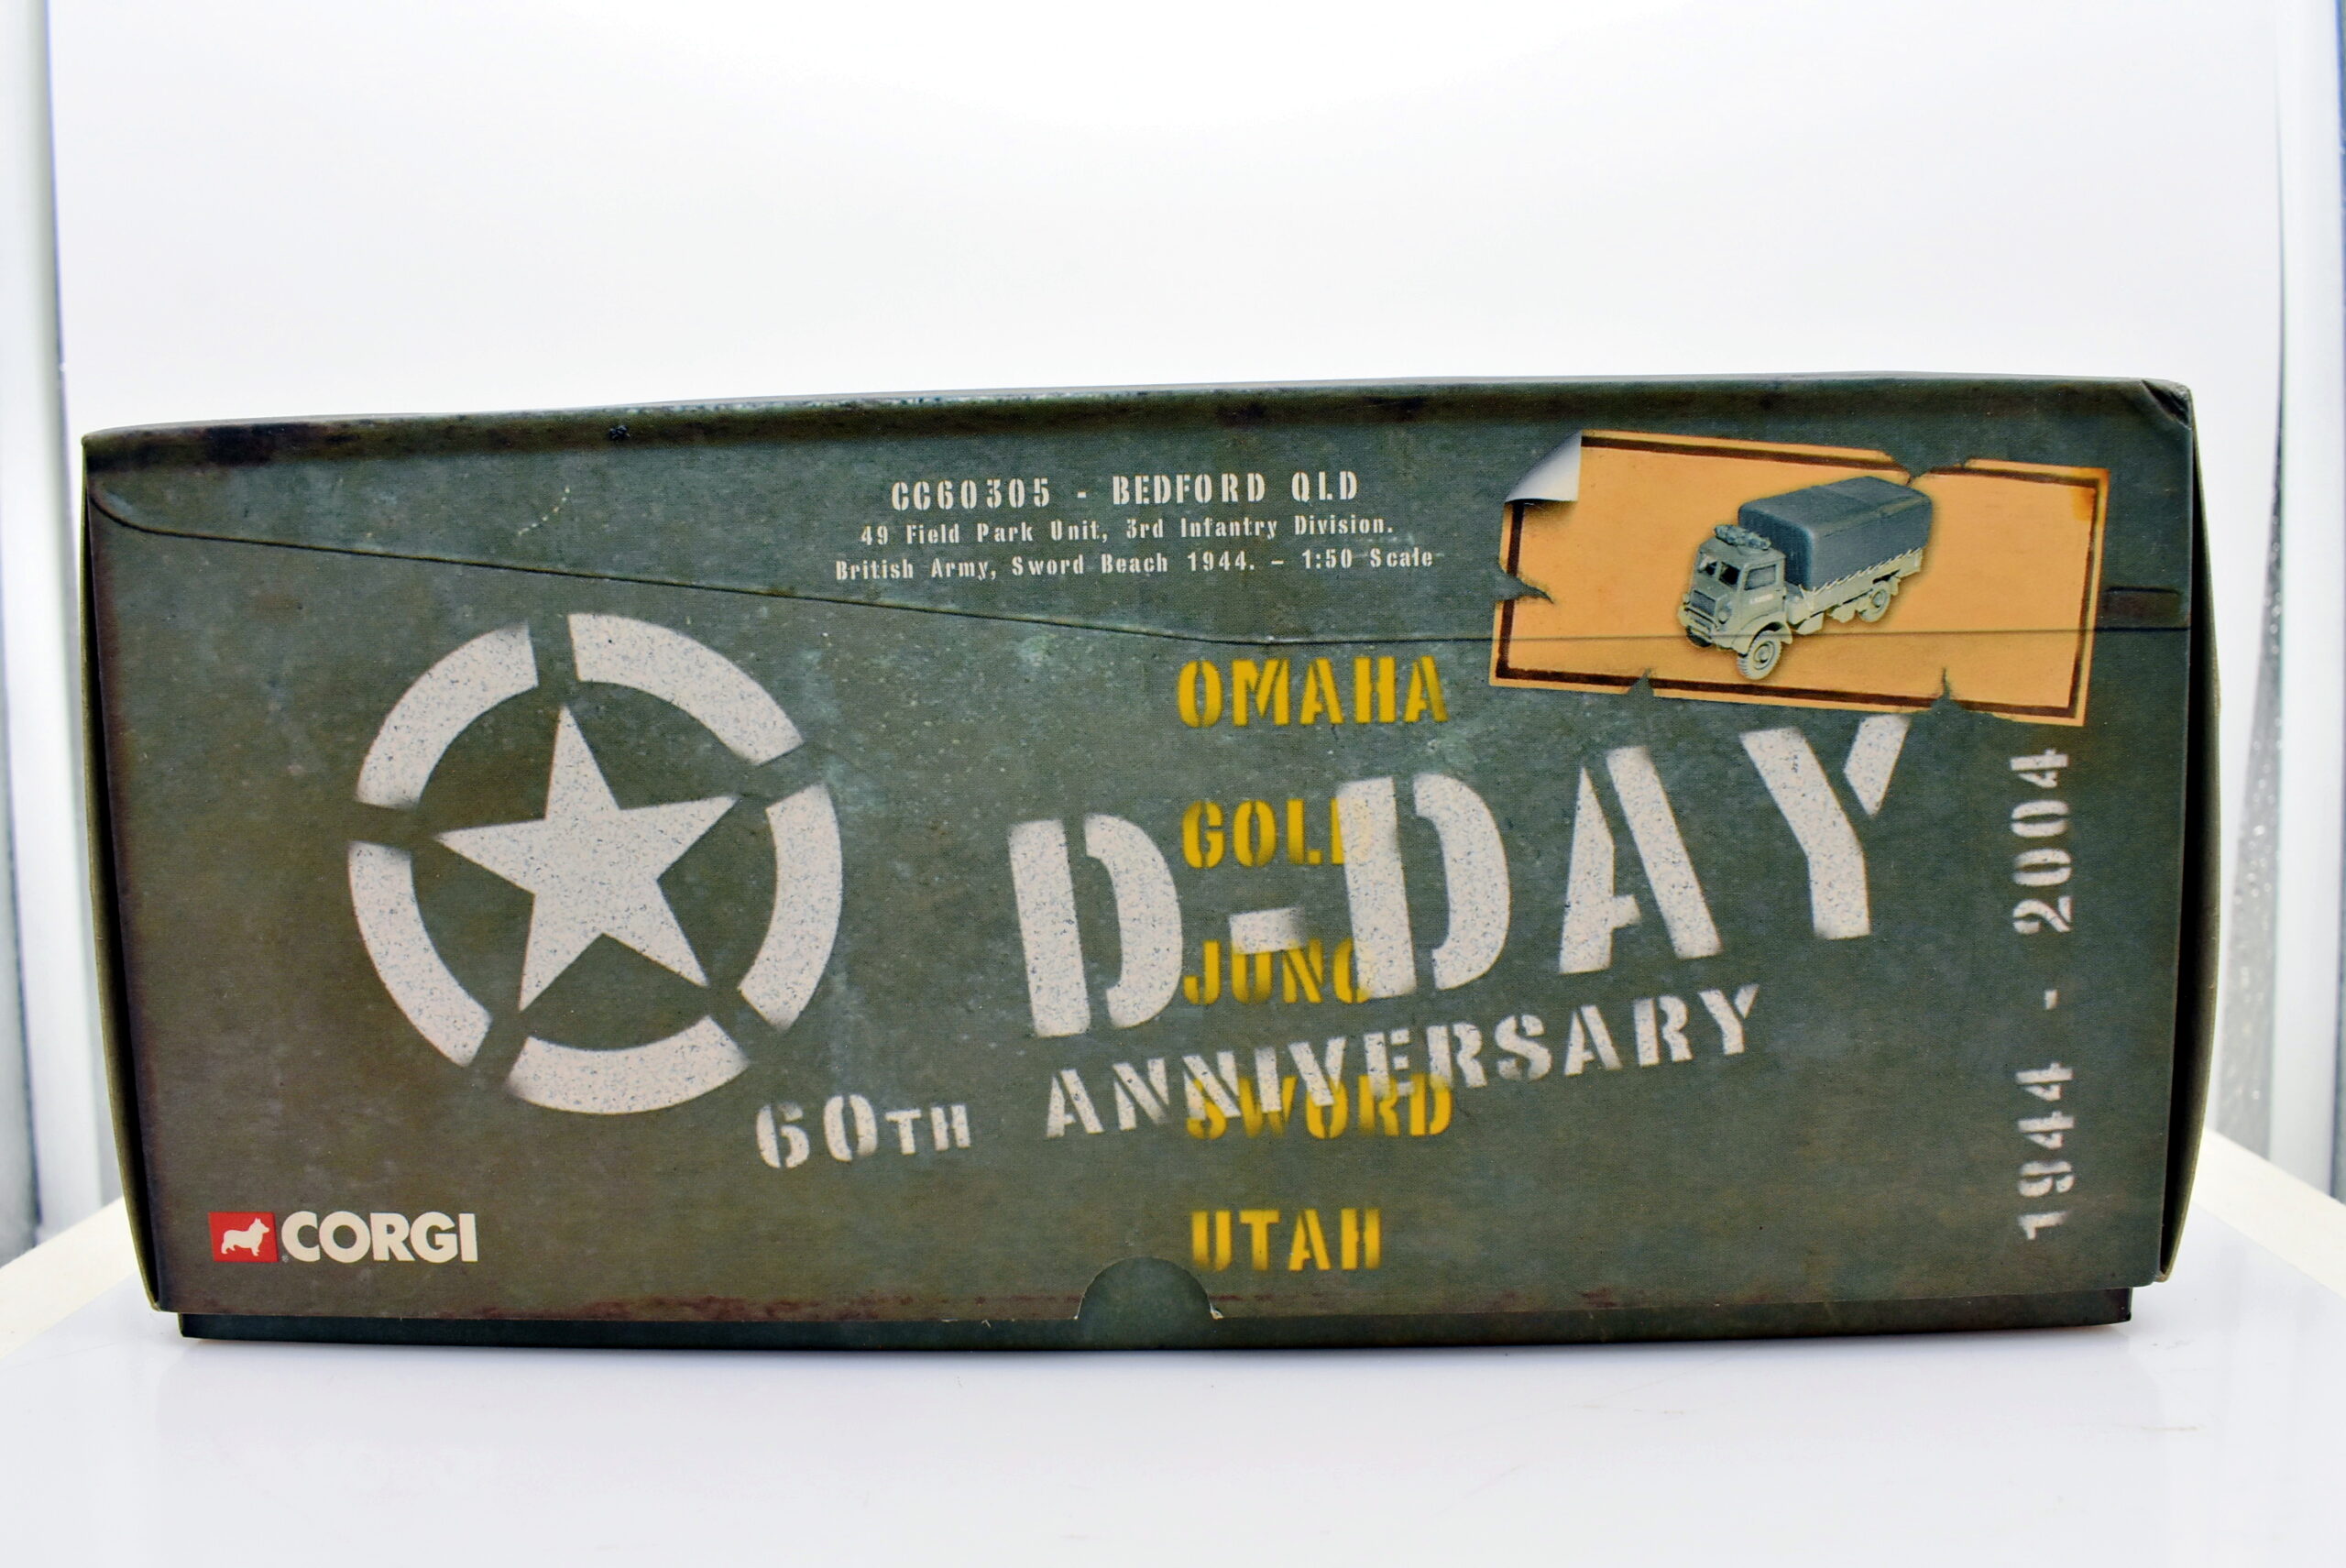 CC60305 - BEDFORD QLD
49 Field Park Unit, 3rd Infantry Division.
British Army, Sword Beach 1944. - 1:50 Scale
OMAHA
GOLD
D-DAY
JUNO
60TH ANNIVERSARY
SWORD
UTAH
1944 - 2004
CORGI